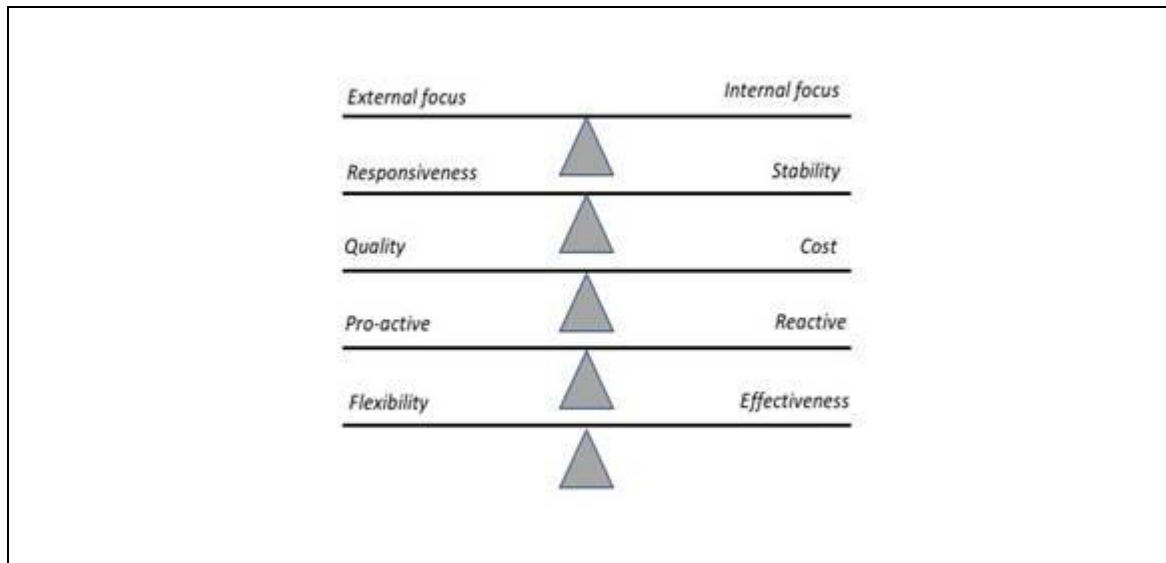 External focus
Internal focus
Responsiveness
Stability
Quality
Cost
Pro-active
Reactive
Flexibility
Effectiveness